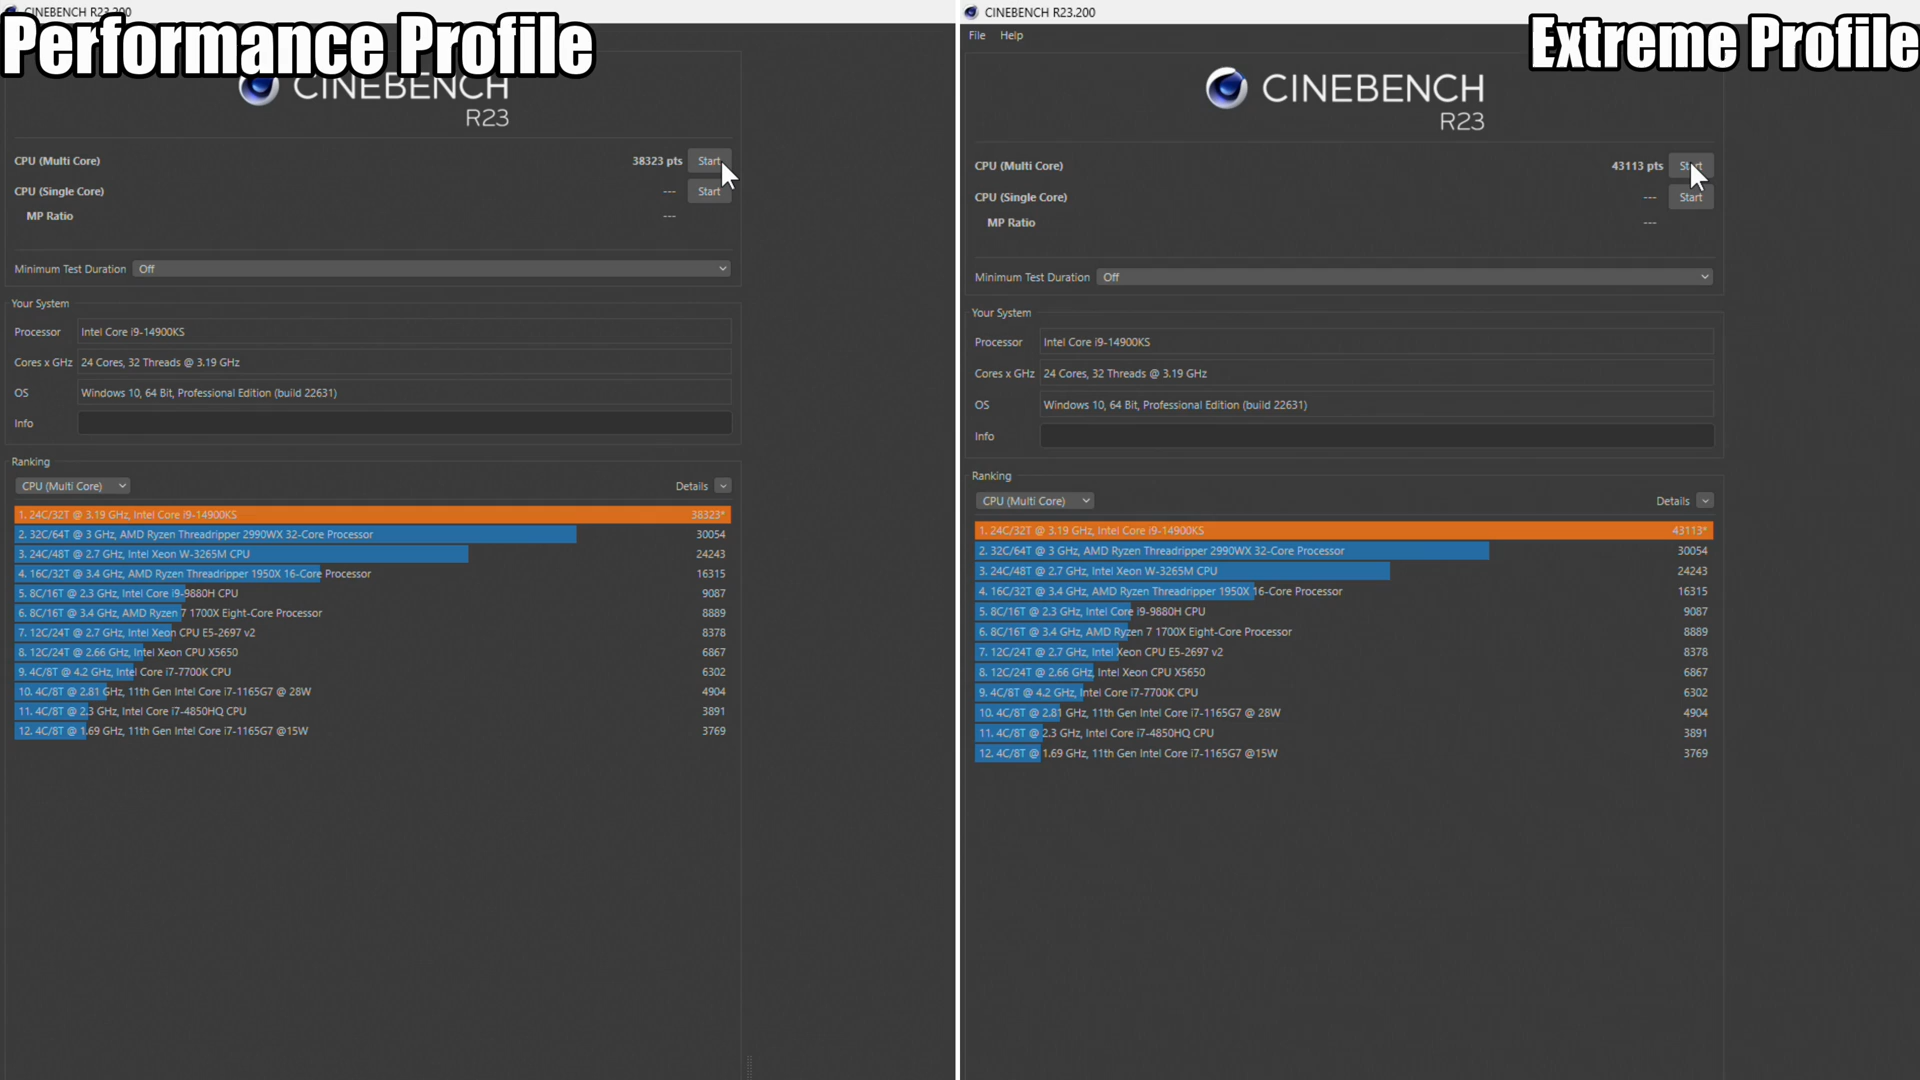 Performance Profile
CINEBENCH R23.200
CINEBENCH
R23
CPU (Multi Core) 38323 pts Start
CPU (Single Core) --- Start
MP Ratio ---
Minimum Test Duration Off
Your System
Processor Intel Core i9-14900KS
Cores x GHz 24 Cores, 32 Threads @ 3.19 GHz
OS Windows 10, 64 Bit, Professional Edition (build 22631)
Info
Ranking
CPU (Multi Core) Details
1. 24C/32T @ 3.19 GHz, Intel Core i9-14900KS 38323*
2. 32C/64T @ 3 GHz, AMD Ryzen Threadripper 2990WX 32-Core Processor 30054
3. 24C/48T @ 2.7 GHz, Intel Xeon W-3265M CPU 24243
4. 16C/32T @ 3.4 GHz, AMD Ryzen Threadripper 1950X 16-Core Processor 16315
5. 8C/16T @ 2.3 GHz, Intel Core i9-9880H CPU 9087
6. 8C/16T @ 3.4 GHz, AMD Ryzen 7 1700X Eight-Core Processor 8889
7. 12C/24T @ 2.7 GHz, Intel Xeon CPU E5-2697 v2 8378
8. 12C/24T @ 2.66 GHz, Intel Xeon CPU X5650 6867
9. 4C/8T @ 4.2 GHz, Intel Core i7-7700K CPU 6302
10. 4C/8T @ 2.81 GHz, 11th Gen Intel Core i7-1165G7 @ 28W 4904
11. 4C/8T @ 2.3 GHz, Intel Core i7-4850HQ CPU 3891
12. 4C/8T @ 1.69 GHz, 11th Gen Intel Core i7-1165G7 @15W 3769
CINEBENCH R23.200
File Help
Extreme Profile
CINEBENCH
R23
CPU (Multi Core) 43113 pts Start
CPU (Single Core) --- Start
MP Ratio ---
Minimum Test Duration Off
Your System
Processor Intel Core i9-14900KS
Cores x GHz 24 Cores, 32 Threads @ 3.19 GHz
OS Windows 10, 64 Bit, Professional Edition (build 22631)
Info
Ranking
CPU (Multi Core) Details
1. 24C/32T @ 3.19 GHz, Intel Core i9-14900KS 43113*
2. 32C/64T @ 3 GHz, AMD Ryzen Threadripper 2990WX 32-Core Processor 30054
3. 24C/48T @ 2.7 GHz, Intel Xeon W-3265M CPU 24243
4. 16C/32T @ 3.4 GHz, AMD Ryzen Threadripper 1950X 16-Core Processor 16315
5. 8C/16T @ 2.3 GHz, Intel Core i9-9880H CPU 9087
6. 8C/16T @ 3.4 GHz, AMD Ryzen 7 1700X Eight-Core Processor 8889
7. 12C/24T @ 2.7 GHz, Intel Xeon CPU E5-2697 v2 8378
8. 12C/24T @ 2.66 GHz, Intel Xeon CPU X5650 6867
9. 4C/8T @ 4.2 GHz, Intel Core i7-7700K CPU 6302
10. 4C/8T @ 2.81 GHz, 11th Gen Intel Core i7-1165G7 @ 28W 4904
11. 4C/8T @ 2.3 GHz, Intel Core i7-4850HQ CPU 3891
12. 4C/8T @ 1.69 GHz, 11th Gen Intel Core i7-1165G7 @15W 3769